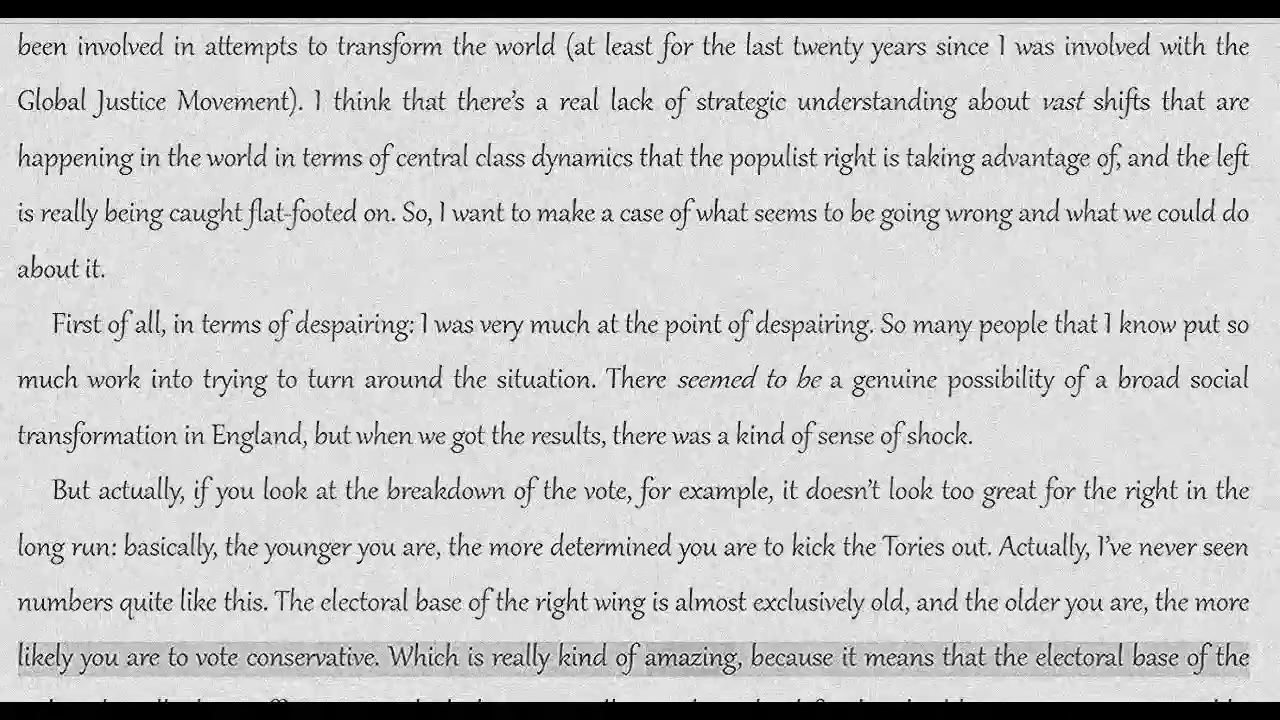 been involved in attempts to transform the world (at least for the last twenty years since I was involved with the
Global Justice Movement). I think that there's a real lack of strategic understanding about vast shifts that are
happening in the world in terms of central class dynamics that the populist right is taking advantage of, and the left
is really being caught flat-footed on. So, I want to make a case of what seems to be going wrong and what we could do
about it.
First of all, in terms of despairing: I was very much at the point of despairing. So many people that I know put so
much work into trying to turn around the situation. There seemed to be a genuine possibility of a broad social
transformation in England, but when we got the results, there was a kind of sense of shock.
But actually, if you look at the breakdown of the vote, for example, it doesn't look too great for the right in the
long run: basically, the younger you are, the more determined you are to kick the Tories out. Actually, I've never seen
numbers quite like this. The electoral base of the right wing is almost exclusively old, and the older you are, the more
likely you are to vote conservative. Which is really kind of amazing, because it means that the electoral base of the